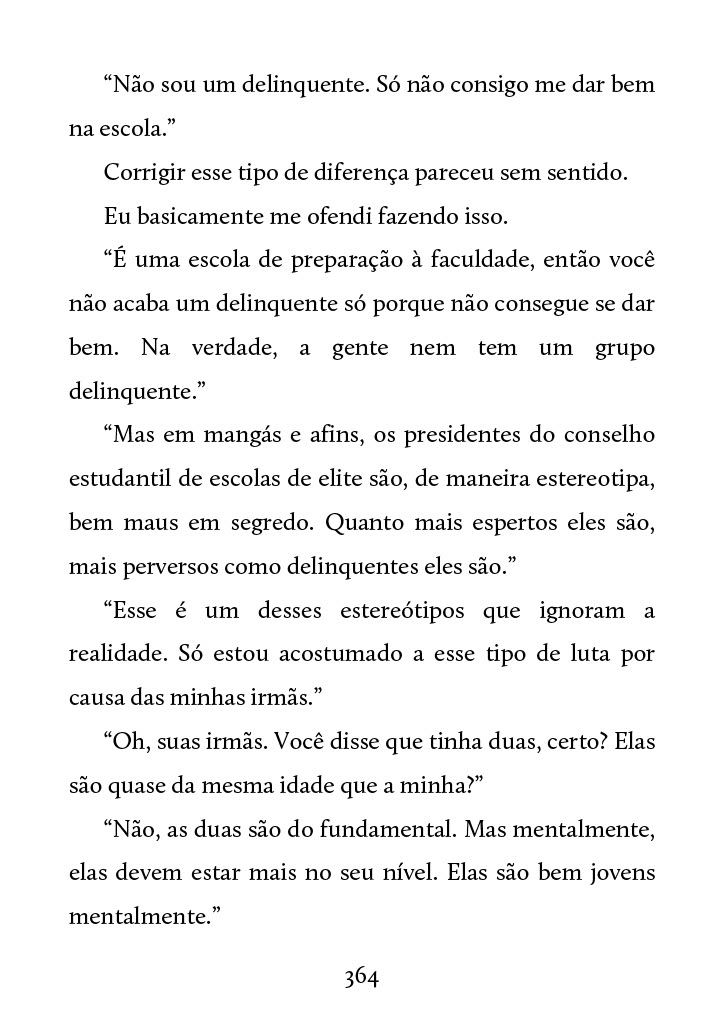 “Não sou um delinquente. Só não consigo me dar bem
na escola.”
Corrigir esse tipo de diferença pareceu sem sentido.
Eu basicamente me ofendi fazendo isso.
“É uma escola de preparação à faculdade, então você
não acaba um delinquente só porque não consegue se dar
bem. Na verdade, a gente nem tem um grupo
delinquente.”
“Mas em mangás e afins, os presidentes do conselho
estudantil de escolas de elite são, de maneira estereotipa,
bem maus em segredo. Quanto mais espertos eles são,
mais perversos como delinquentes eles são.”
“Esse é um desses estereótipos que ignoram a
realidade. Só estou acostumado a esse tipo de luta por
causa das minhas irmãs.”
“Oh, suas irmãs. Você disse que tinha duas, certo? Elas
são quase da mesma idade que a minha?”
“Não, as duas são do fundamental. Mas mentalmente,
elas devem estar mais no seu nível. Elas são bem jovens
mentalmente.”
364